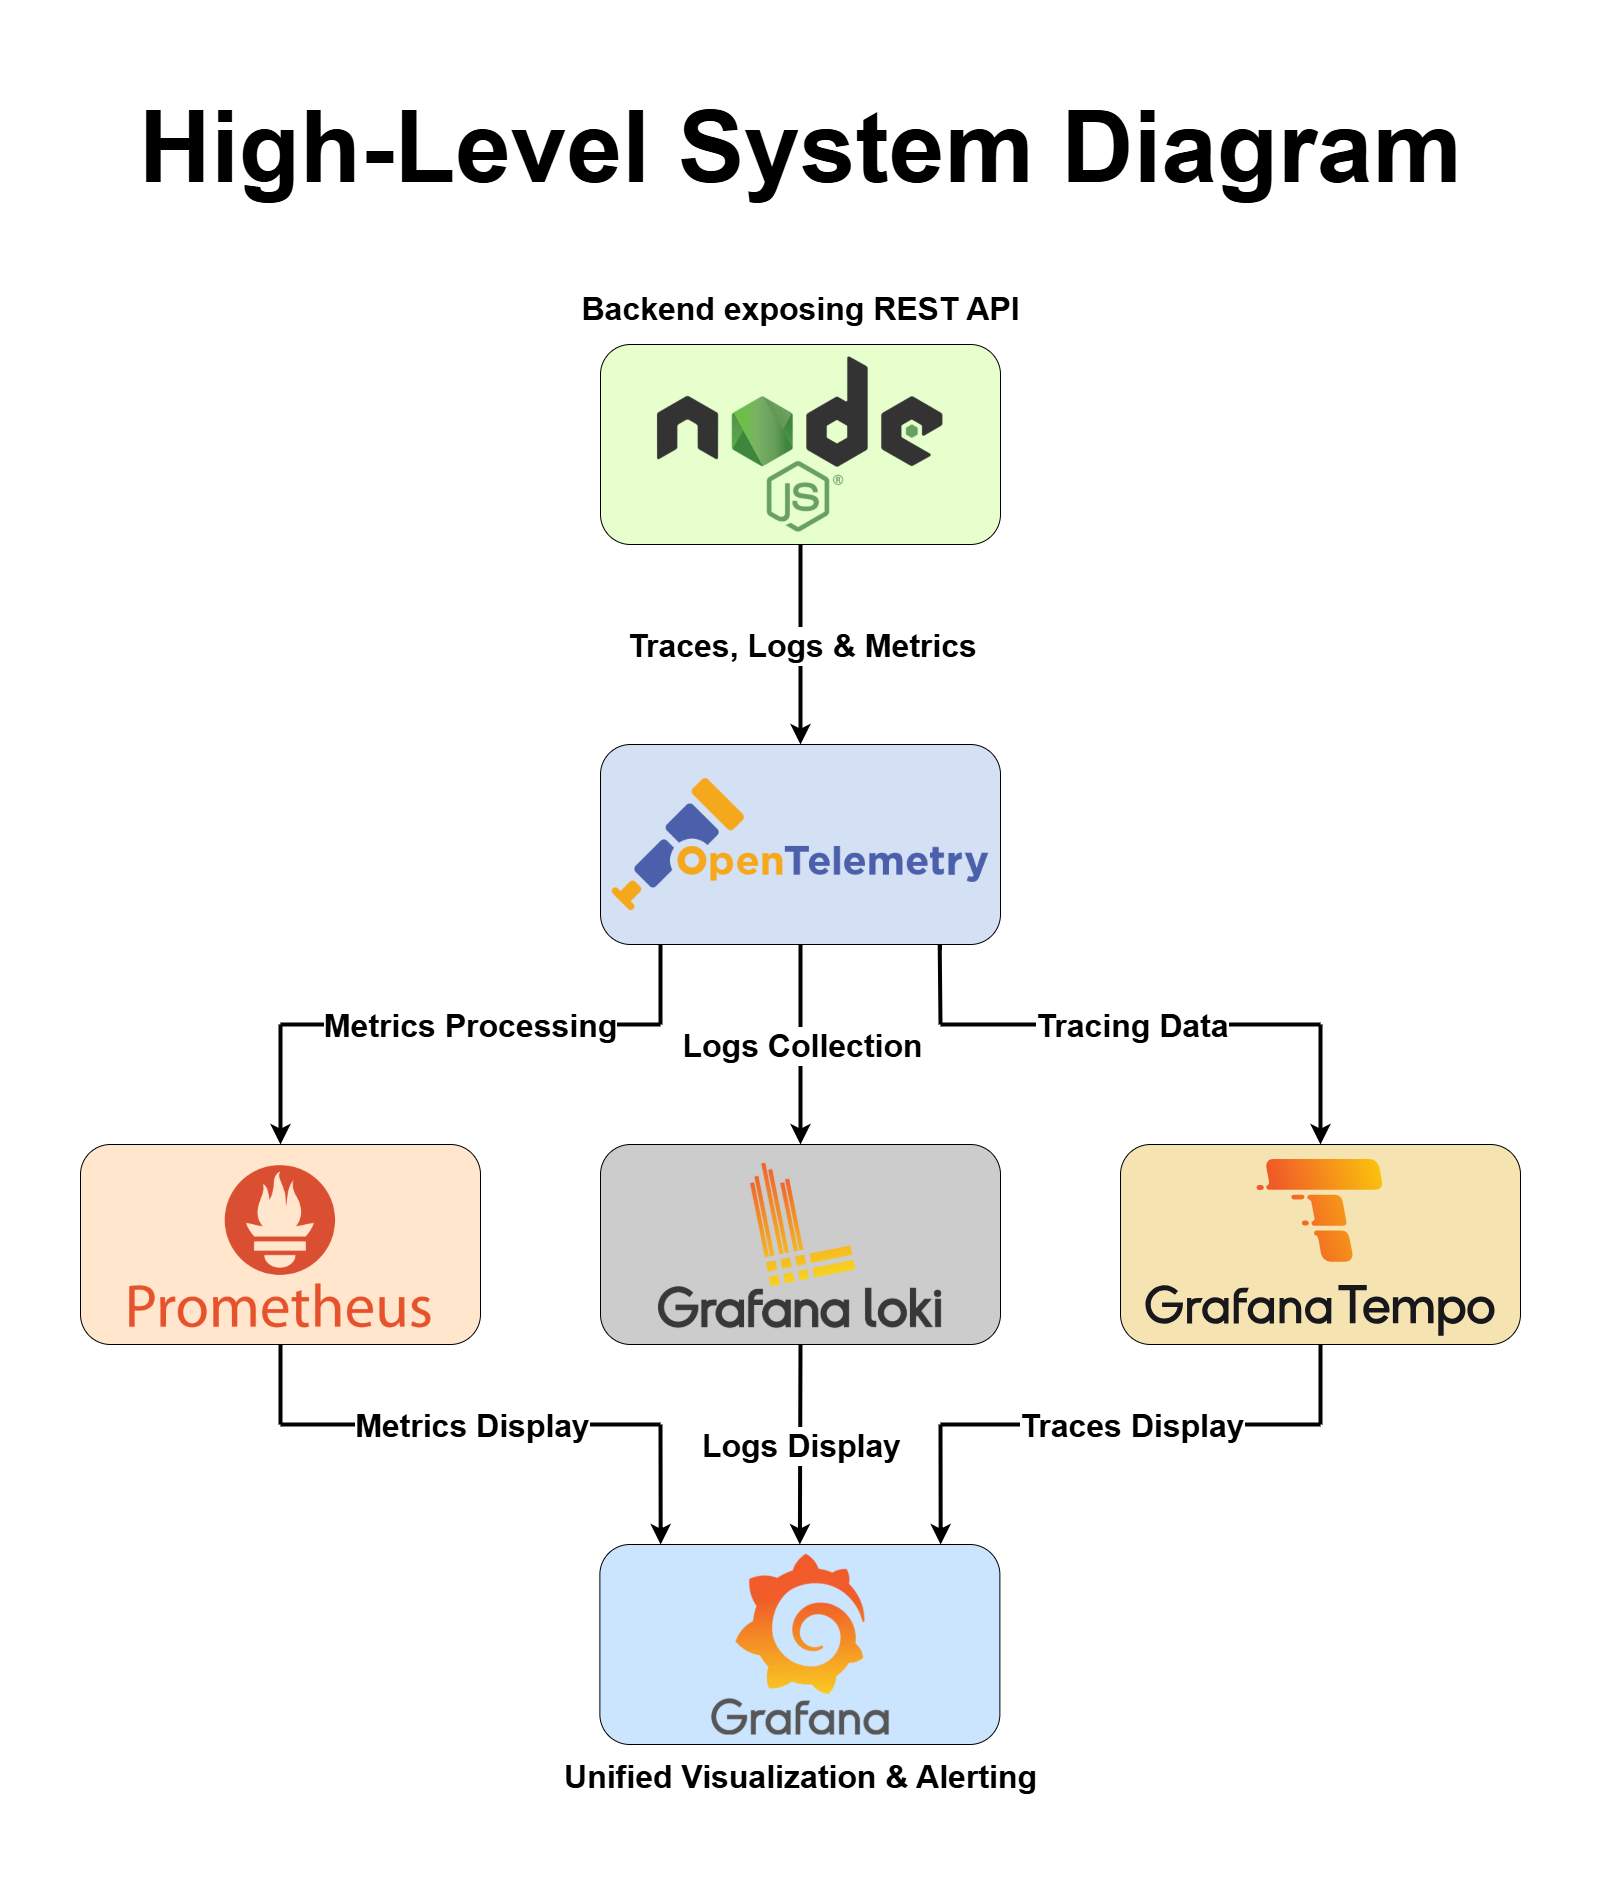 High-Level System Diagram
Backend exposing REST API
node
JS®
Traces, Logs & Metrics
OpenTelemetry
Metrics Processing
Logs Collection
Tracing Data
Prometheus
Grafana loki
Grafana Tempo
Metrics Display
Logs Display
Traces Display
Grafana
Unified Visualization & Alerting